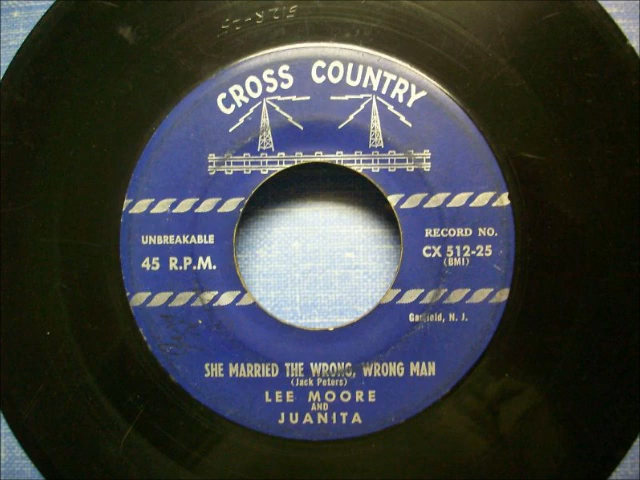 CROSS COUNTRY
UNBREAKABLE
45 R.P.M.
RECORD NO.
CX 512-25
(BMI)
Garfield, N. J.
SHE MARRIED THE WRONG, WRONG MAN
(Jack Peters)
LEE MOORE
AND
JUANITA